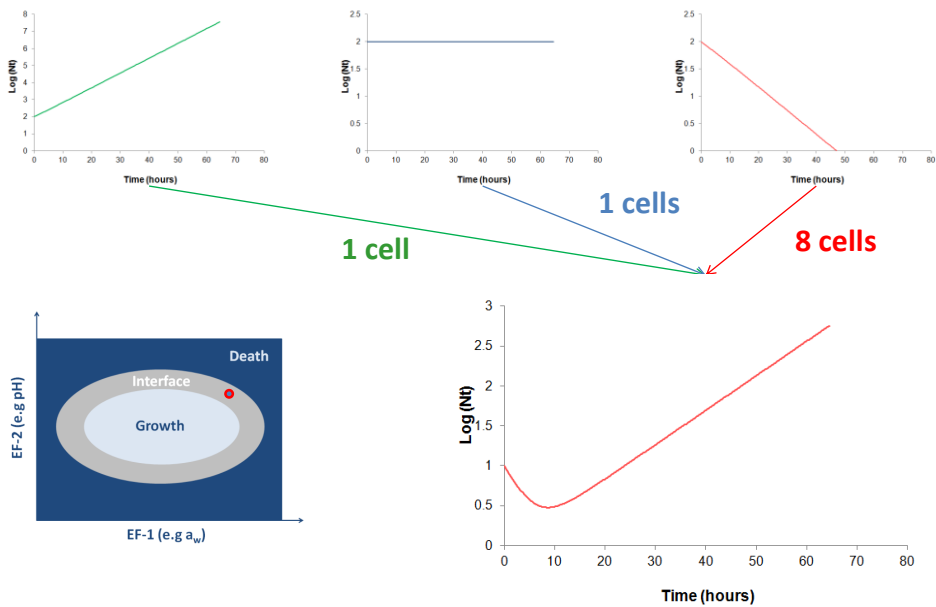 Log (Nt)
8
7
6
5
4
3
2
1
0
0 10 20 30 40 50 60 70 80
Time (hours)
Log (Nt)
2.5
2
1.5
1
0.5
0
0 10 20 30 40 50 60 70 80
Time (hours)
Log (Nt)
2.5
2
1.5
1
0.5
0
0 10 20 30 40 50 60 70 80
Time (hours)
1 cell
1 cells
8 cells
EF-2 (e.g pH)
Death
Interface
Growth
EF-1 (e.g aw)
Log (Nt)
3
2.5
2
1.5
1
0.5
0
0 10 20 30 40 50 60 70 80
Time (hours)